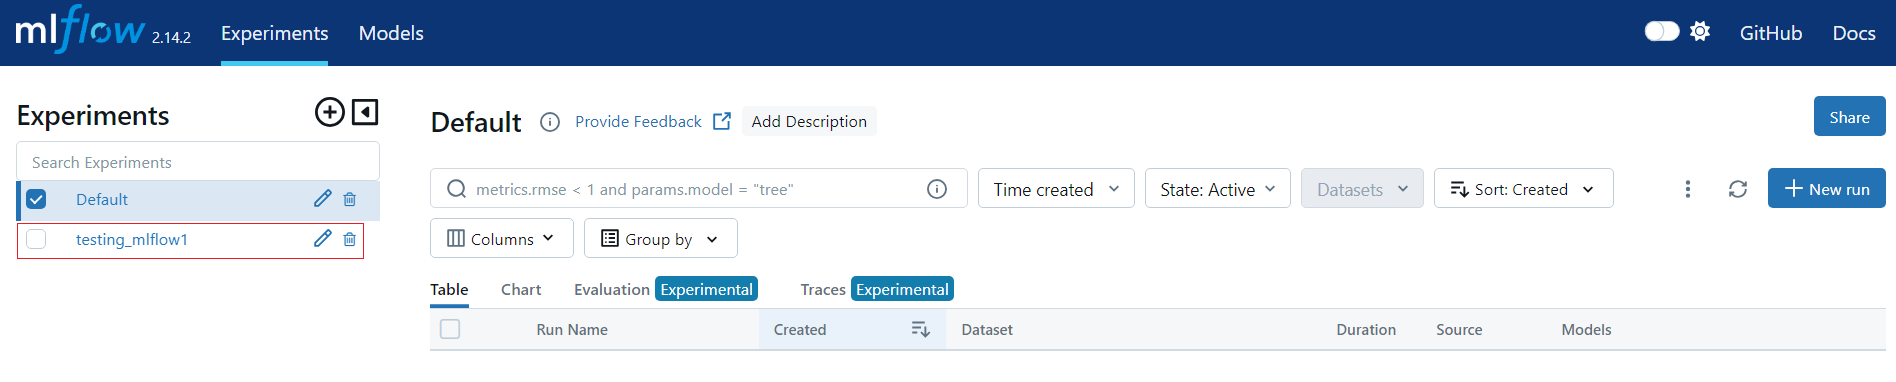 mlflow 2.14.2 Experiments Models GitHub Docs
Experiments
Search Experiments
Default
testing_mlflow1
Default Provide Feedback Add Description Share
metrics.rmse < 1 and params.model = "tree" Time created State: Active Datasets Sort: Created New run
Columns Group by
Table Chart Evaluation Experimental Traces Experimental
Run Name Created Dataset Duration Source Models